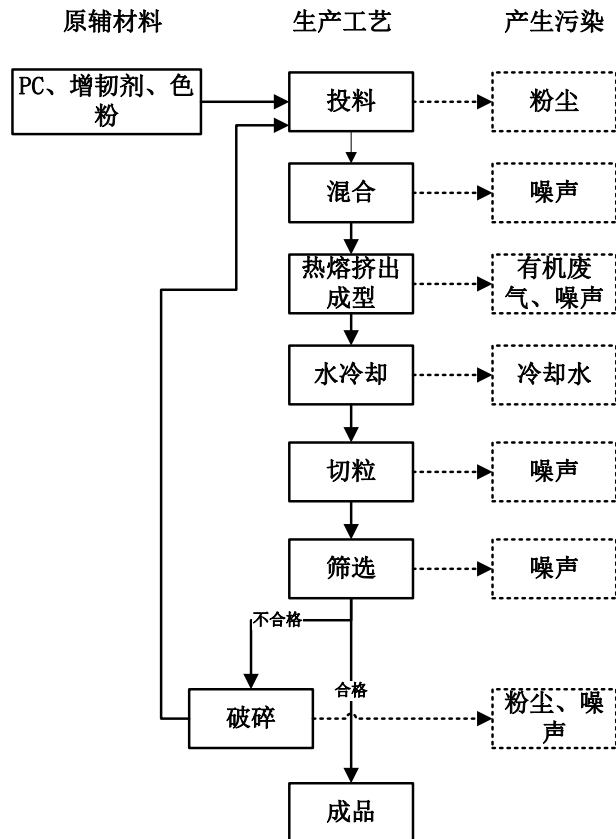 原辅材料
生产工艺
产生污染
PC、增韧剂、色
粉
投料
粉尘
混合
噪声
热熔挤出
成型
有机废
气、噪声
水冷却
冷却水
切粒
噪声
筛选
噪声
不合格
合格
破碎
粉尘、噪
声
成品